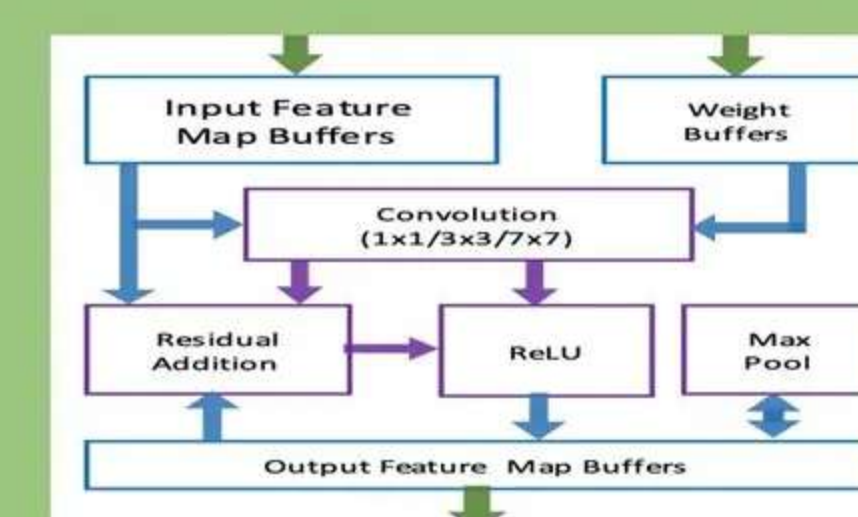 Input Feature
Map Buffers
Weight
Buffers
Convolution
(1x1/3x3/7x7)
Residual
Addition
ReLU
Max
Pool
Output Feature Map Buffers